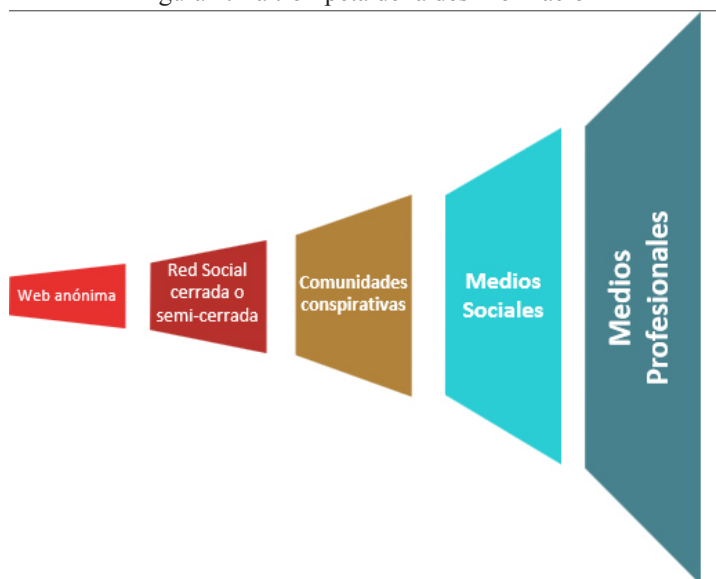 Web anónima
Red Social
cerrada o
semi-cerrada
Comunidades
conspirativas
Medios
Sociales
Medios
Profesionales